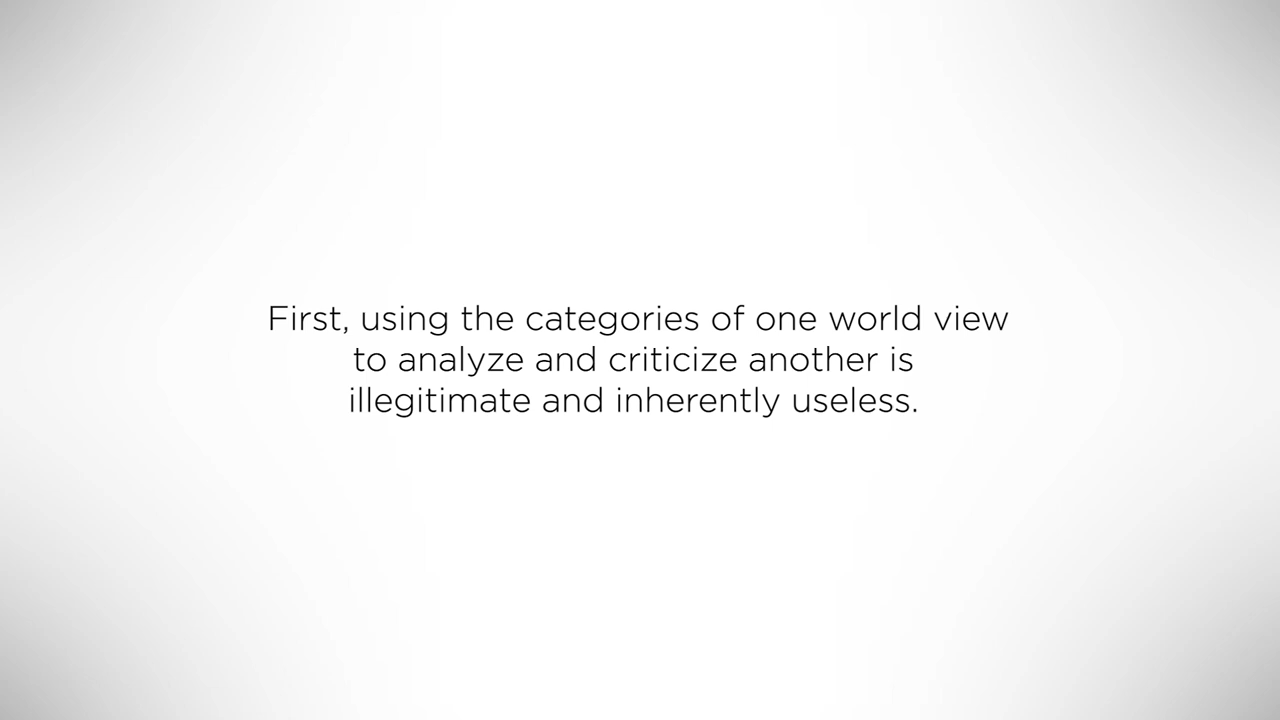 First, using the categories of one world view
to analyze and criticize another is
illegitimate and inherently useless.